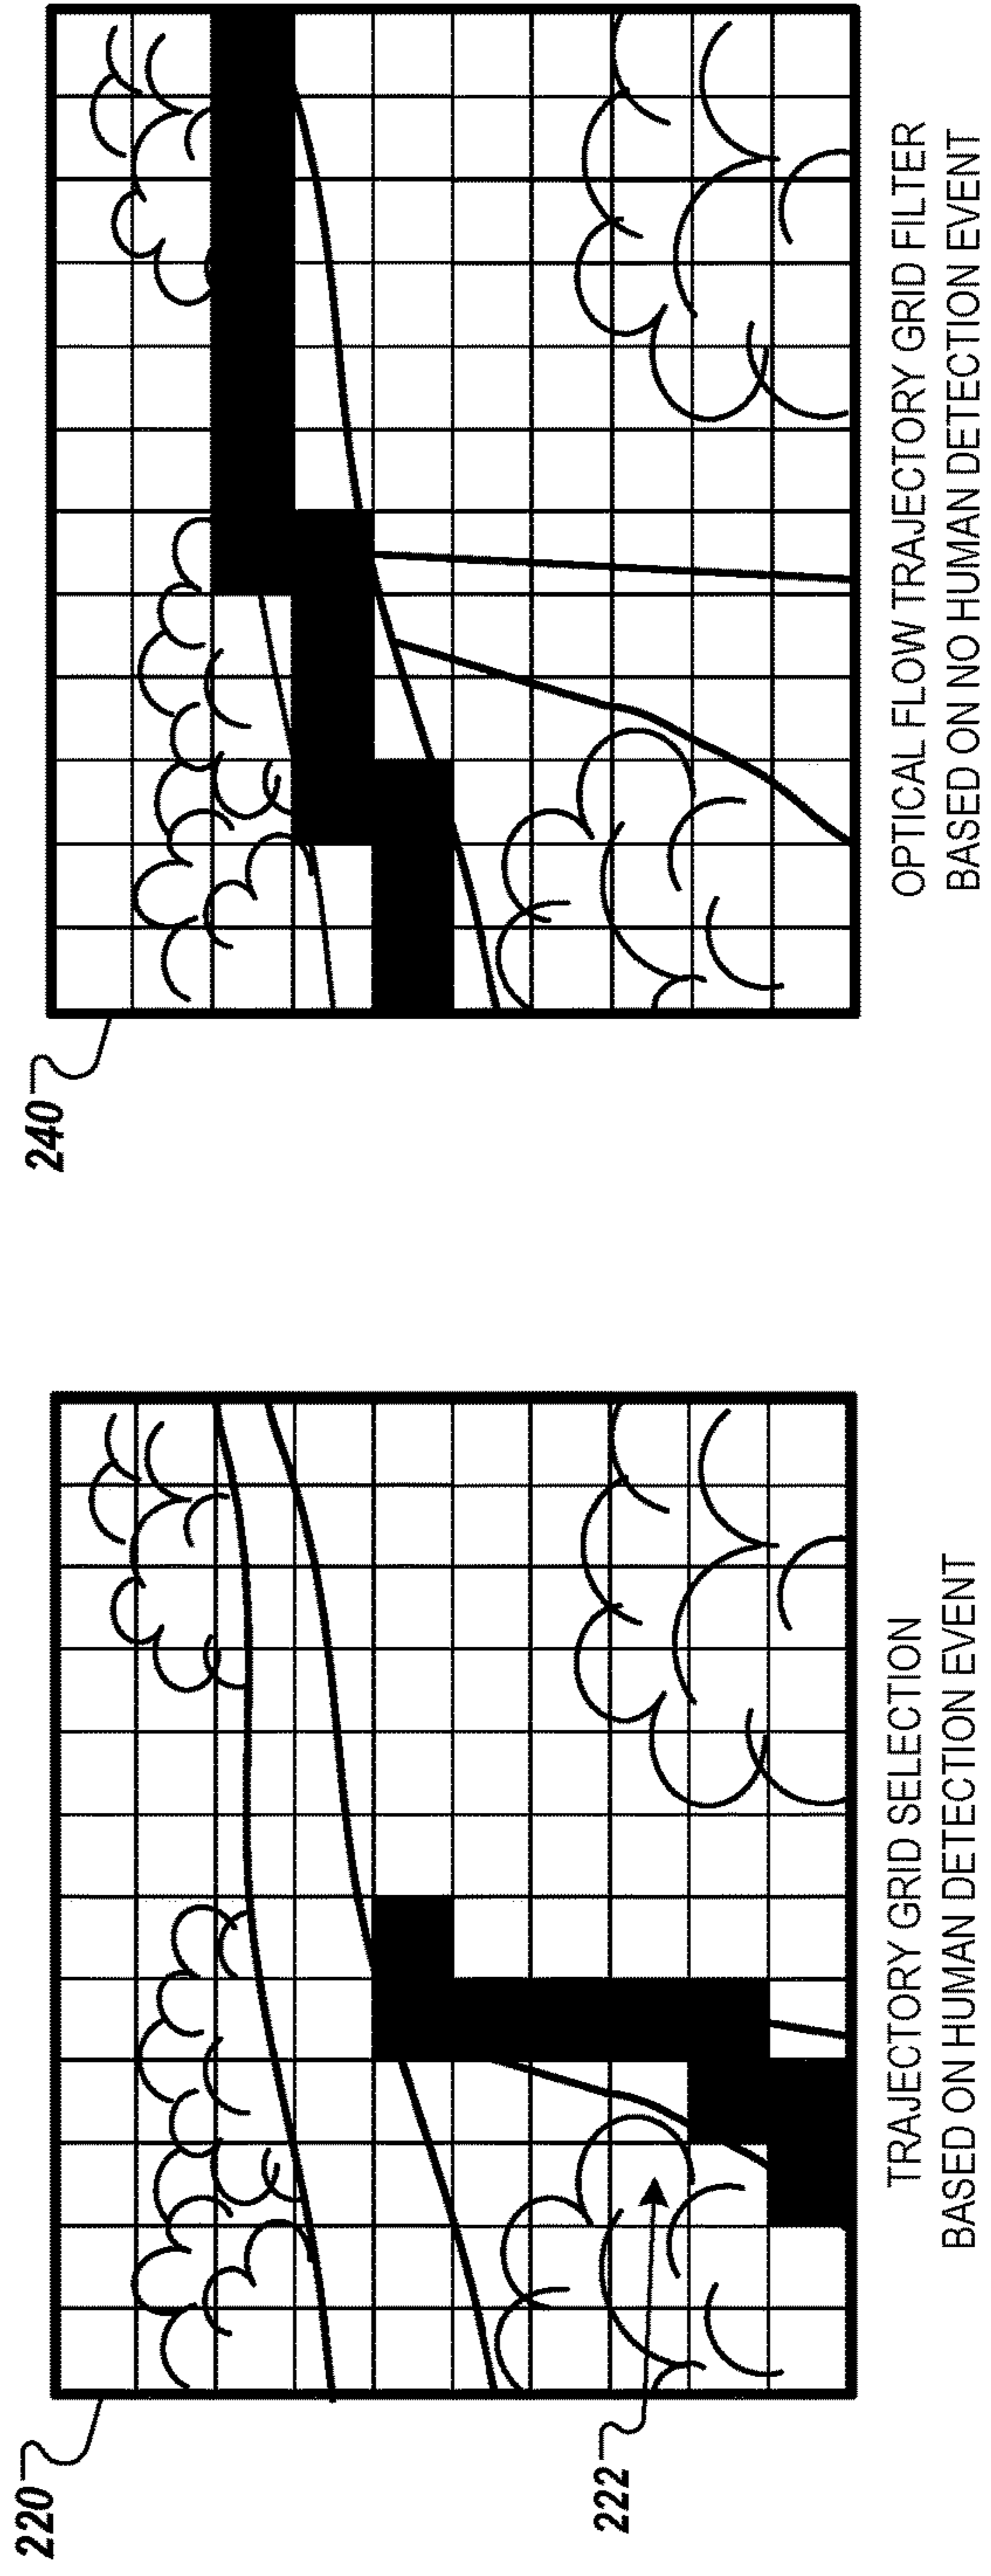 220
222
TRAJECTORY GRID SELECTION
BASED ON HUMAN DETECTION EVENT
240
OPTICAL FLOW TRAJECTORY GRID FILTER
BASED ON NO HUMAN DETECTION EVENT